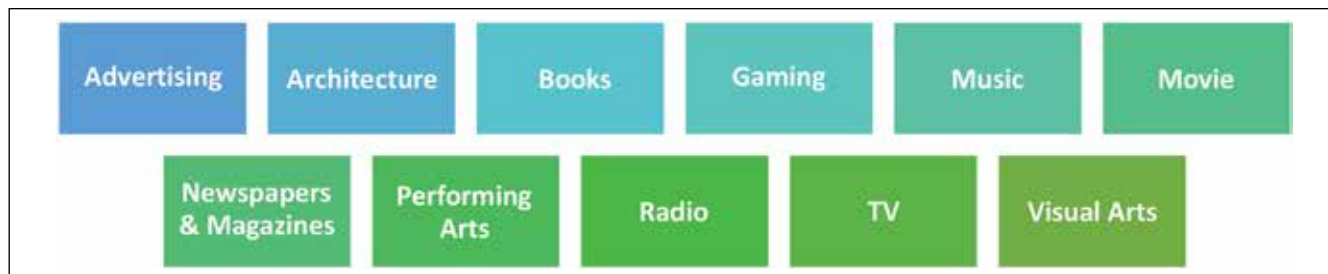 Advertising
Architecture
Books
Gaming
Music
Movie
Newspapers
& Magazines
Performing
Arts
Radio
TV
Visual Arts